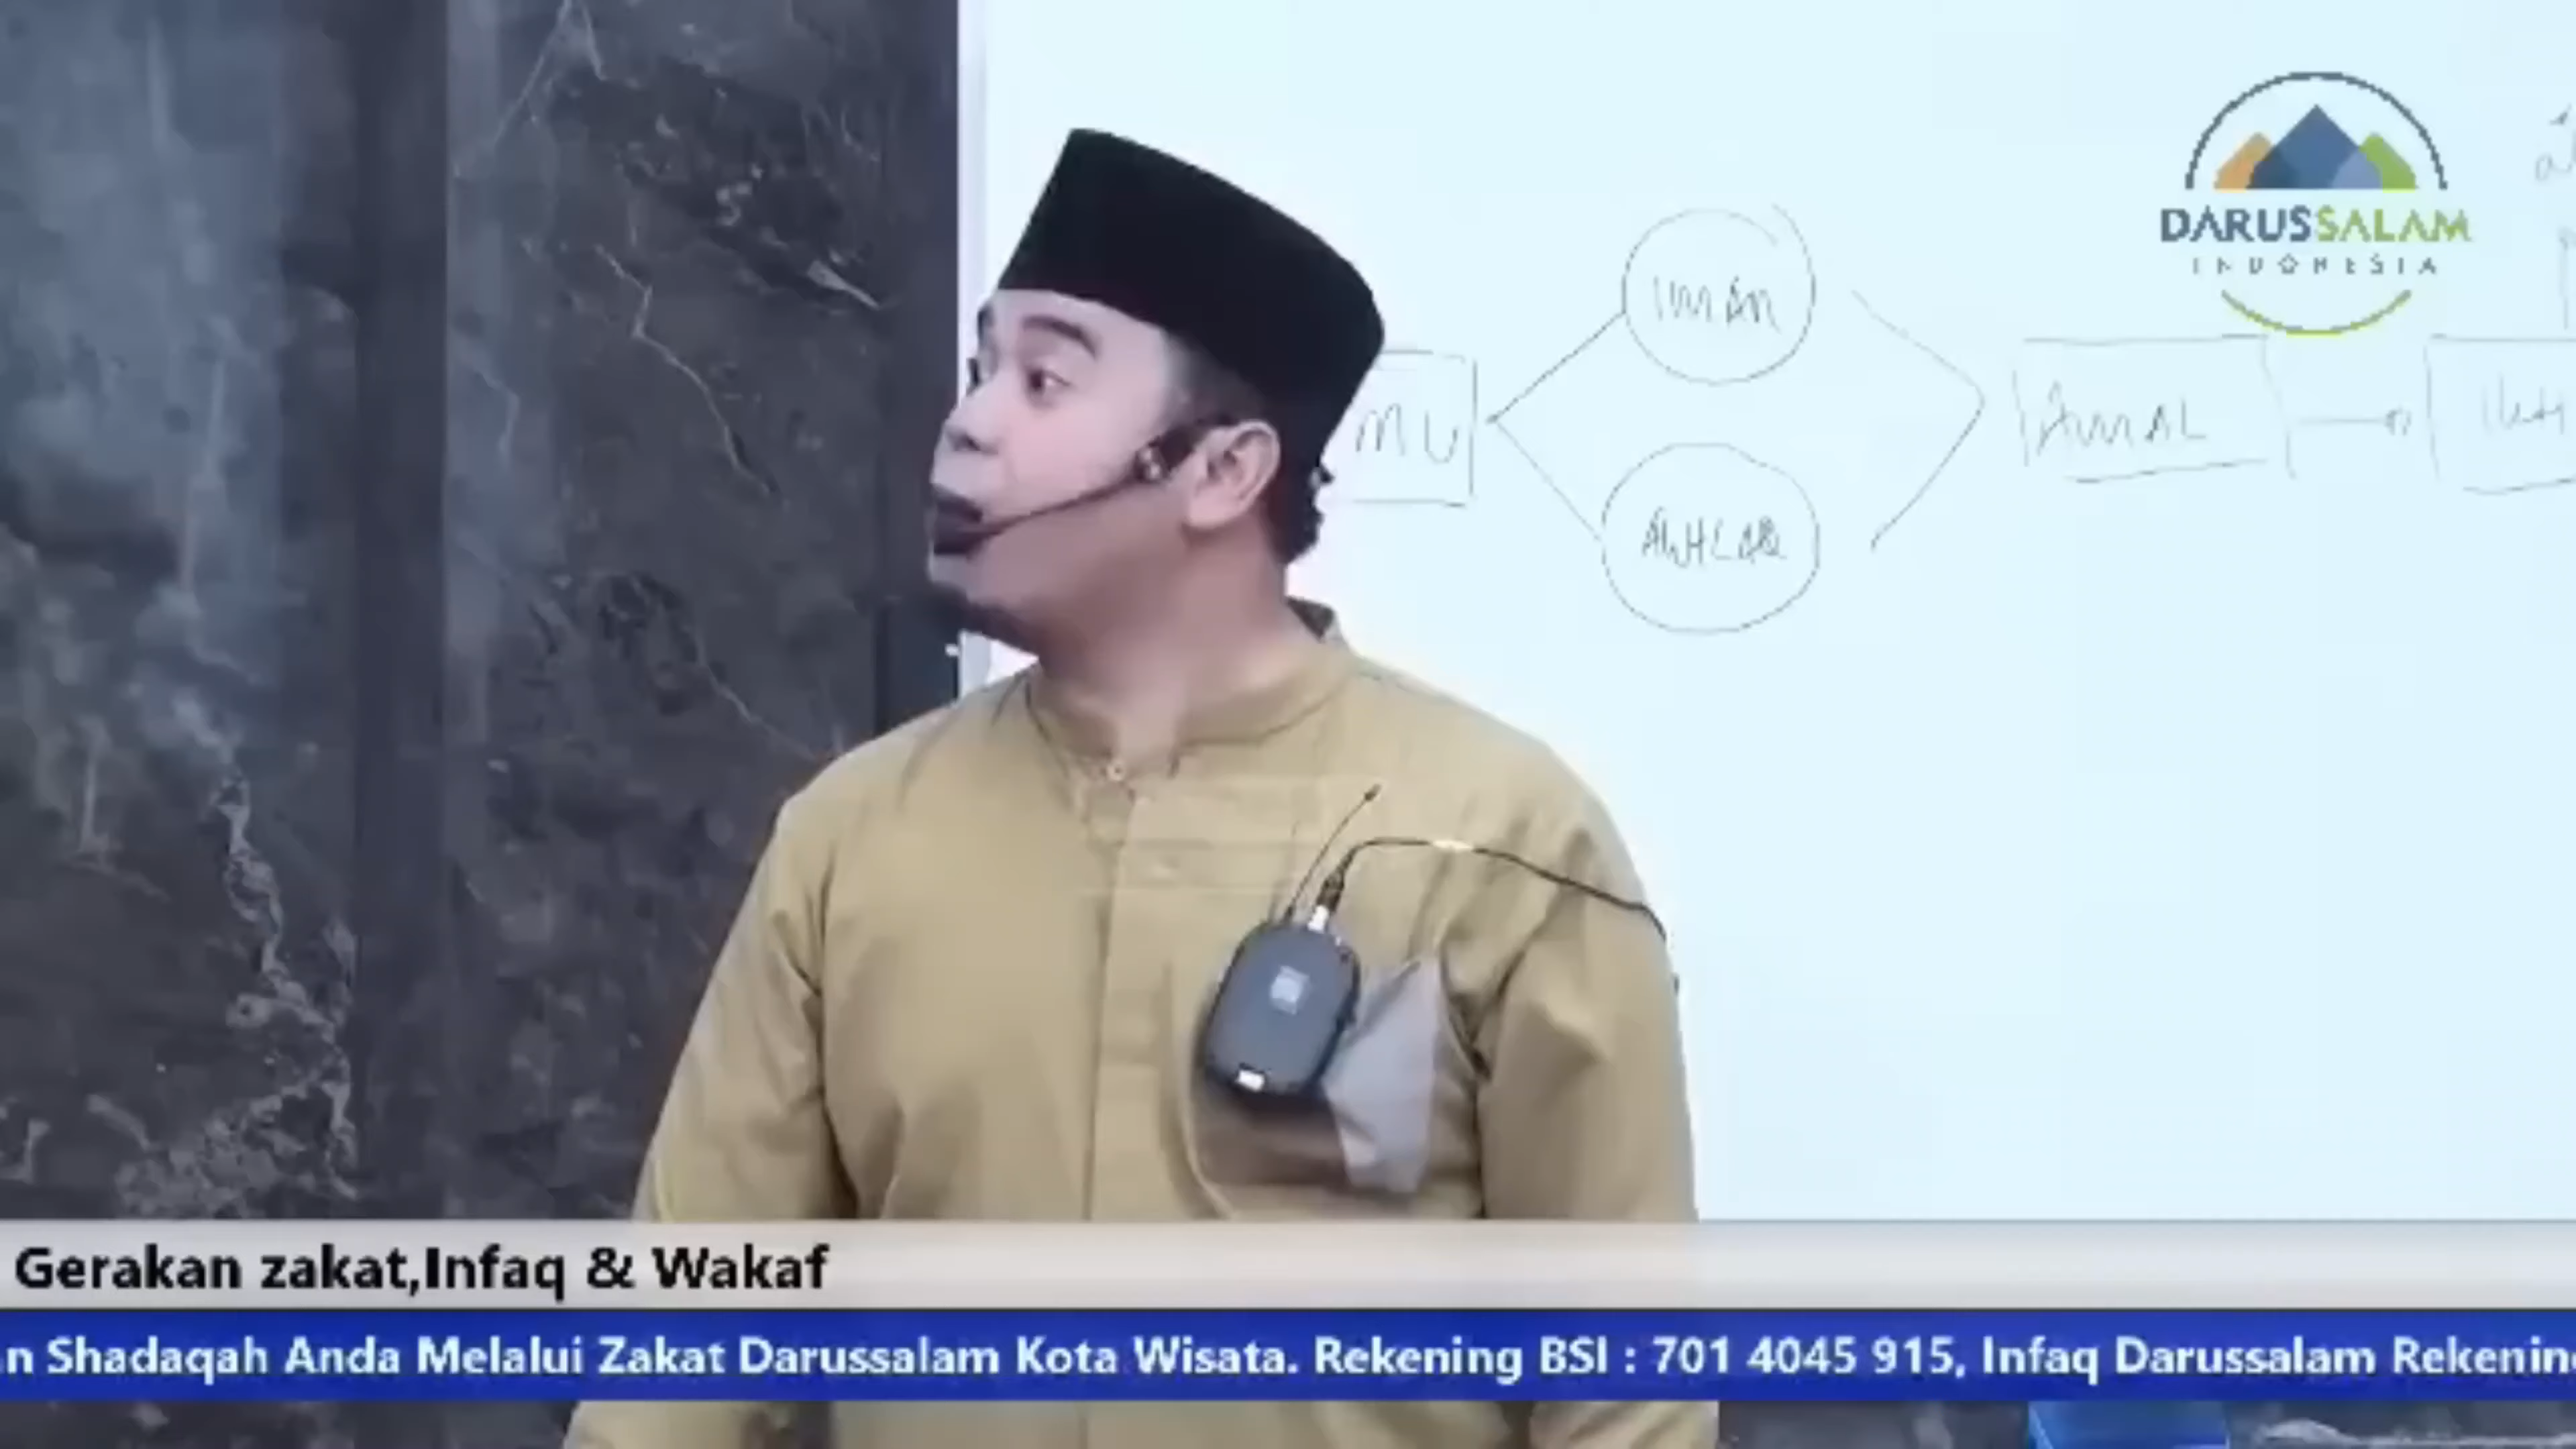 DARUSSALAM
INDONESIA
IMAN
MU
AMAL
AKHLAQ
Gerakan zakat,Infaq & Wakaf
n Shadaqah Anda Melalui Zakat Darussalam Kota Wisata. Rekening BSI : 701 4045 915, Infaq Darussalam Rekenin